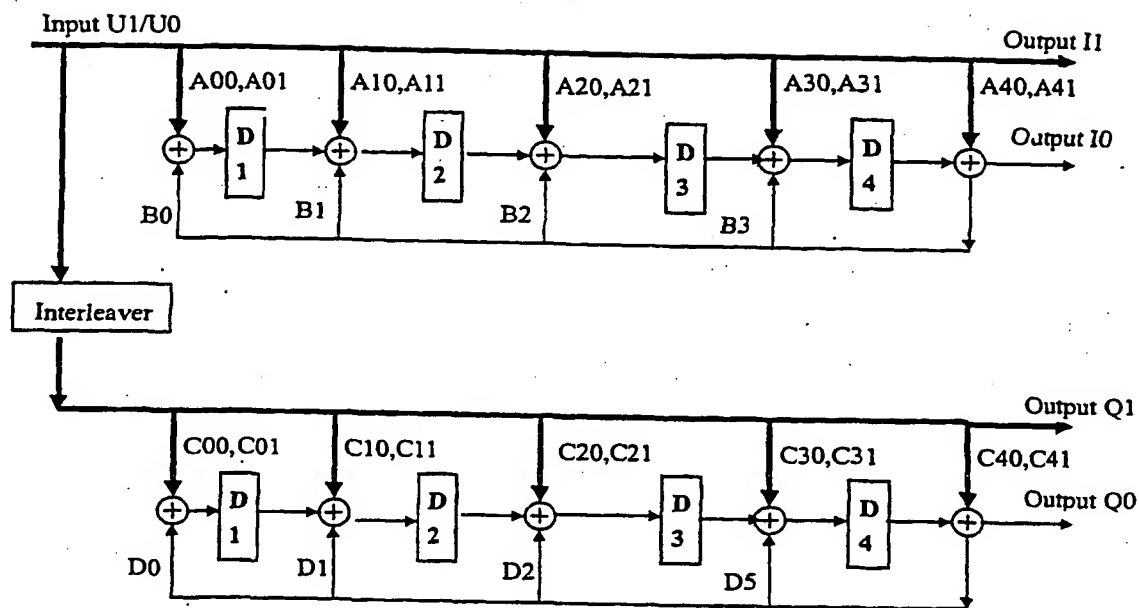 Input U1/U0
Output I1
A00,A01
A10,A11
A20,A21
A30,A31
A40,A41
D
1
D
2
D
3
D
4
Output I0
B0
B1
B2
B3
Interleaver
Output Q1
C00,C01
C10,C11
C20,C21
C30,C31
C40,C41
D
1
D
2
D
3
D
4
Output Q0
D0
D1
D2
D5